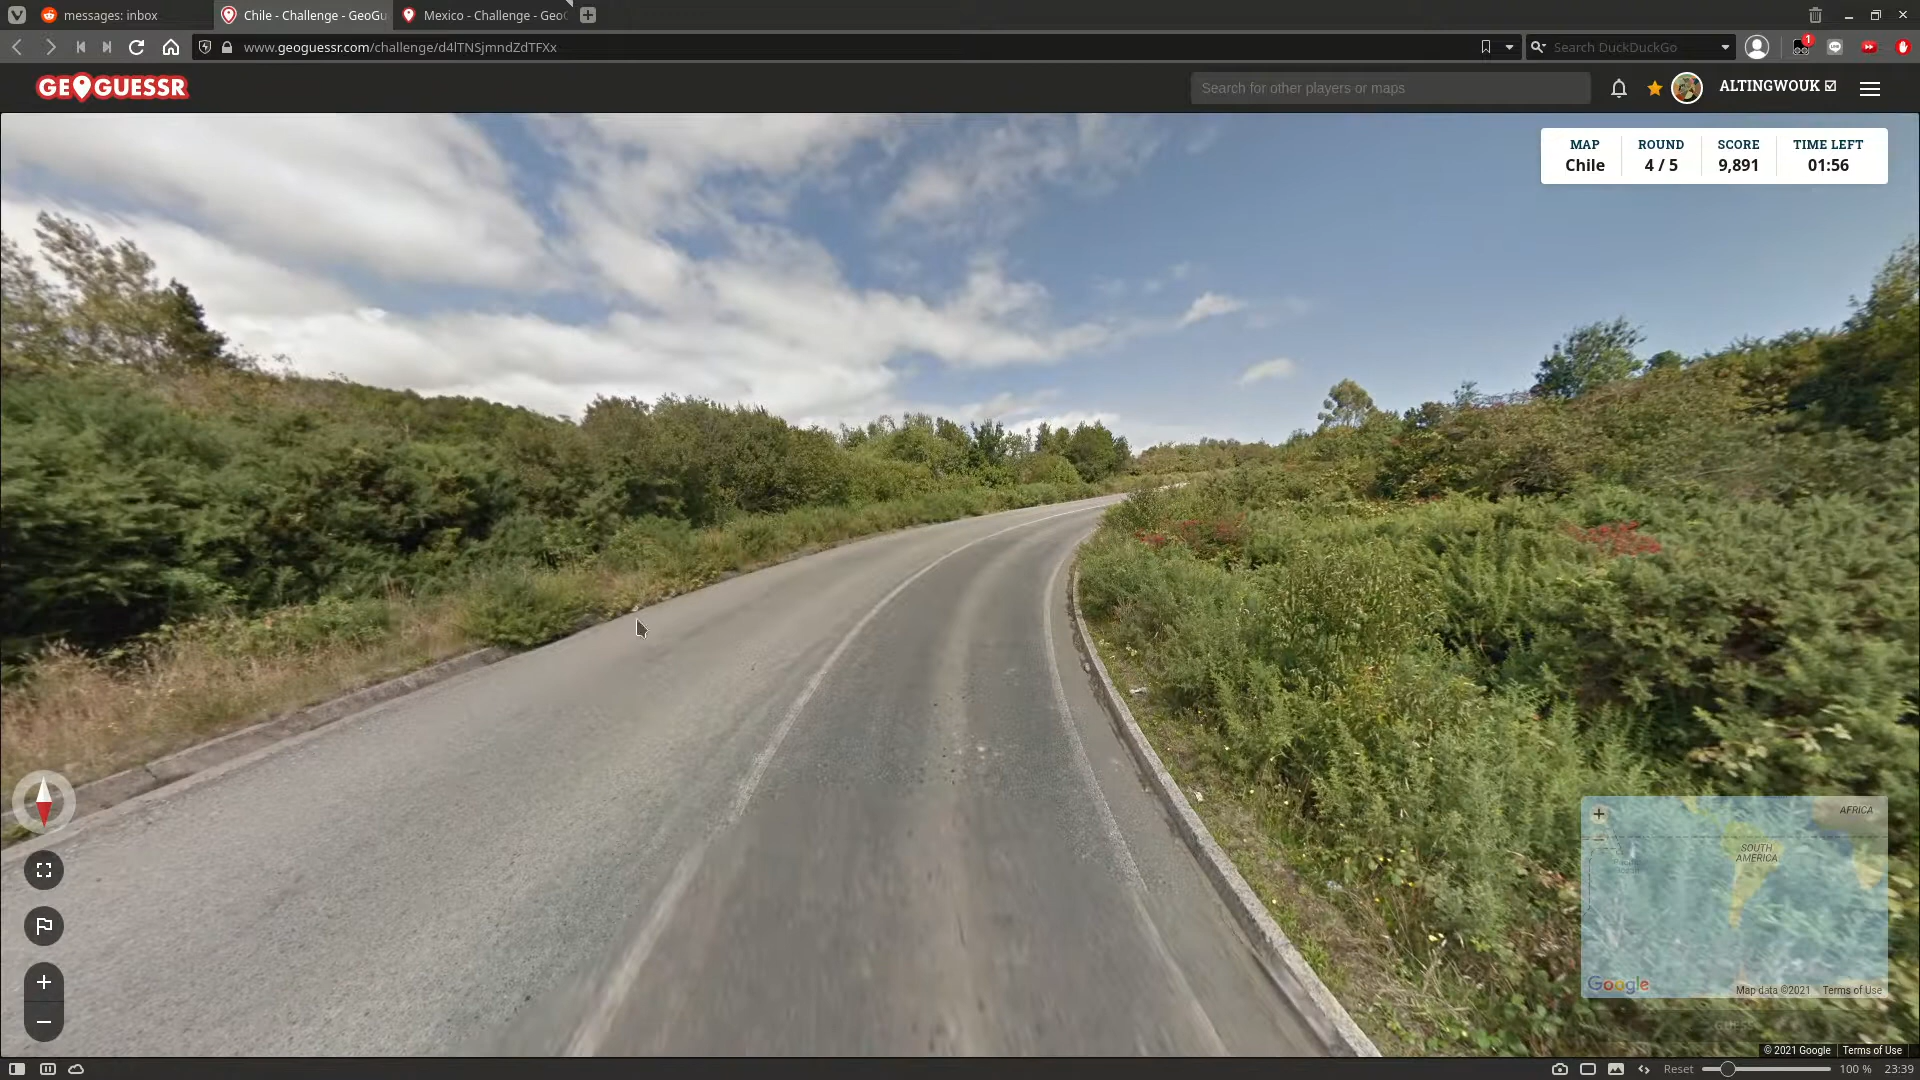 messages: inbox
Chile - Challenge - GeoGu
Mexico - Challenge - Geo
www.geoguessr.com/challenge/d4lTNSjmndZdTFXx
Search DuckDuckGo
1
GEOGUESSR
Search for other players or maps
ALTINGWOUK
MAP
Chile
ROUND
4 / 5
SCORE
9,891
TIME LEFT
01:56
AFRICA
SOUTH
AMERICA
Google
Map data ©2021
Terms of Use
GUESS
© 2021 Google
Terms of Use
Reset
100 %
23:39